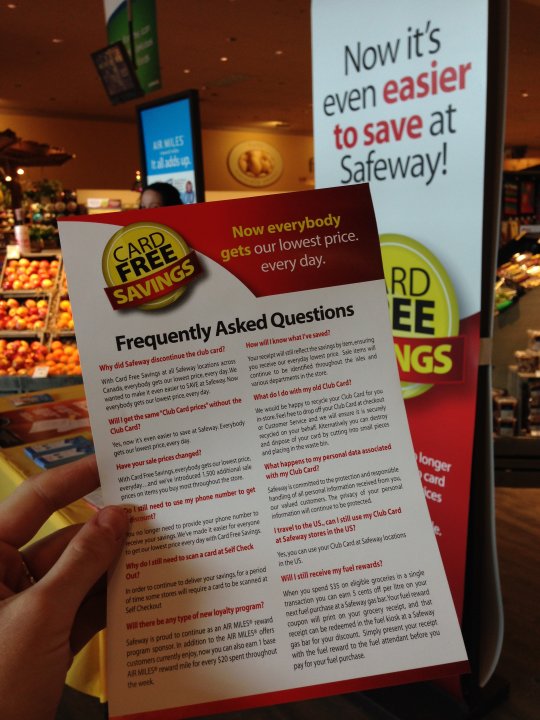 Now it's
even easier
to save at
Safeway!
AIR MILES
It all adds up.
CARD
FREE
SAVINGS
Now everybody
gets our lowest price.
every day.
Frequently Asked Questions
Why did Safeway discontinue the club card?
With Card Free Savings at all Safeway locations across
Canada, everybody gets our lowest price, every day. We
wanted to make it even easier to SAVE at Safeway. Now
everybody gets our lowest price, every day.
Will I get the same "Club Card prices" without the
Club Card?
Yes, now it's even easier to save at Safeway. Everybody
gets our lowest price, every day.
Have your sale prices changed?
With Card Free Savings, everybody gets our lowest price,
everyday... and we've introduced 1,500 additional sale
prices on items you buy most throughout the store.
Do I still need to use my phone number to get
discount?
You no longer need to provide your phone number to
receive your savings. We've made it easier for everyone
to get our lowest price every day with Card Free Savings.
Why do I still need to scan a card at Self Check
Out?
In order to continue to deliver your savings, for a period
of time some stores will require a card to be scanned at
Self Checkout
Will there be any type of new loyalty program?
Safeway is proud to continue as an AIR MILES® reward
program sponsor. In addition to the AIR MILES® offers
customers currently enjoy, now you can also earn 1 base
AIR MILES® reward mile for every $20 spent throughout
the week.
How will I know what I've saved?
Your receipt will still reflect the savings by item, ensuring
you receive our everyday lowest price. Sale items will
continue to be identified throughout the isles and
various departments in the store.
What do I do with my old Club Card?
We would be happy to recycle your Club Card for you
in-store. Feel free to drop off your Club Card at checkout
or Customer Service and we will ensure it is securely
recycled on your behalf. Alternatively you can destroy
and dispose of your card by cutting into small pieces
and placing in the waste bin.
What happens to my personal data associated
with my Club Card?
Safeway is committed to the protection and responsible
handling of all personal information received from you,
our valued customers. The privacy of your personal
information will continue to be protected.
I travel to the US., can I still use my Club Card
at Safeway stores in the US?
Yes, you can use your Club Card at Safeway locations
in the US.
Will I still receive my fuel rewards?
When you spend $35 on eligible groceries in a single
transaction you can earn 5 cents off per litre on your
next fuel purchase at a Safeway gas bar. Your fuel reward
coupon will print on your grocery receipt, and that
receipt can be redeemed in the fuel kiosk at a Safeway
gas bar for your discount. Simply present your receipt
with the fuel reward to the fuel attendant before you
pay for your fuel purchase.
ARD
EE
NGS
longer
card
ices